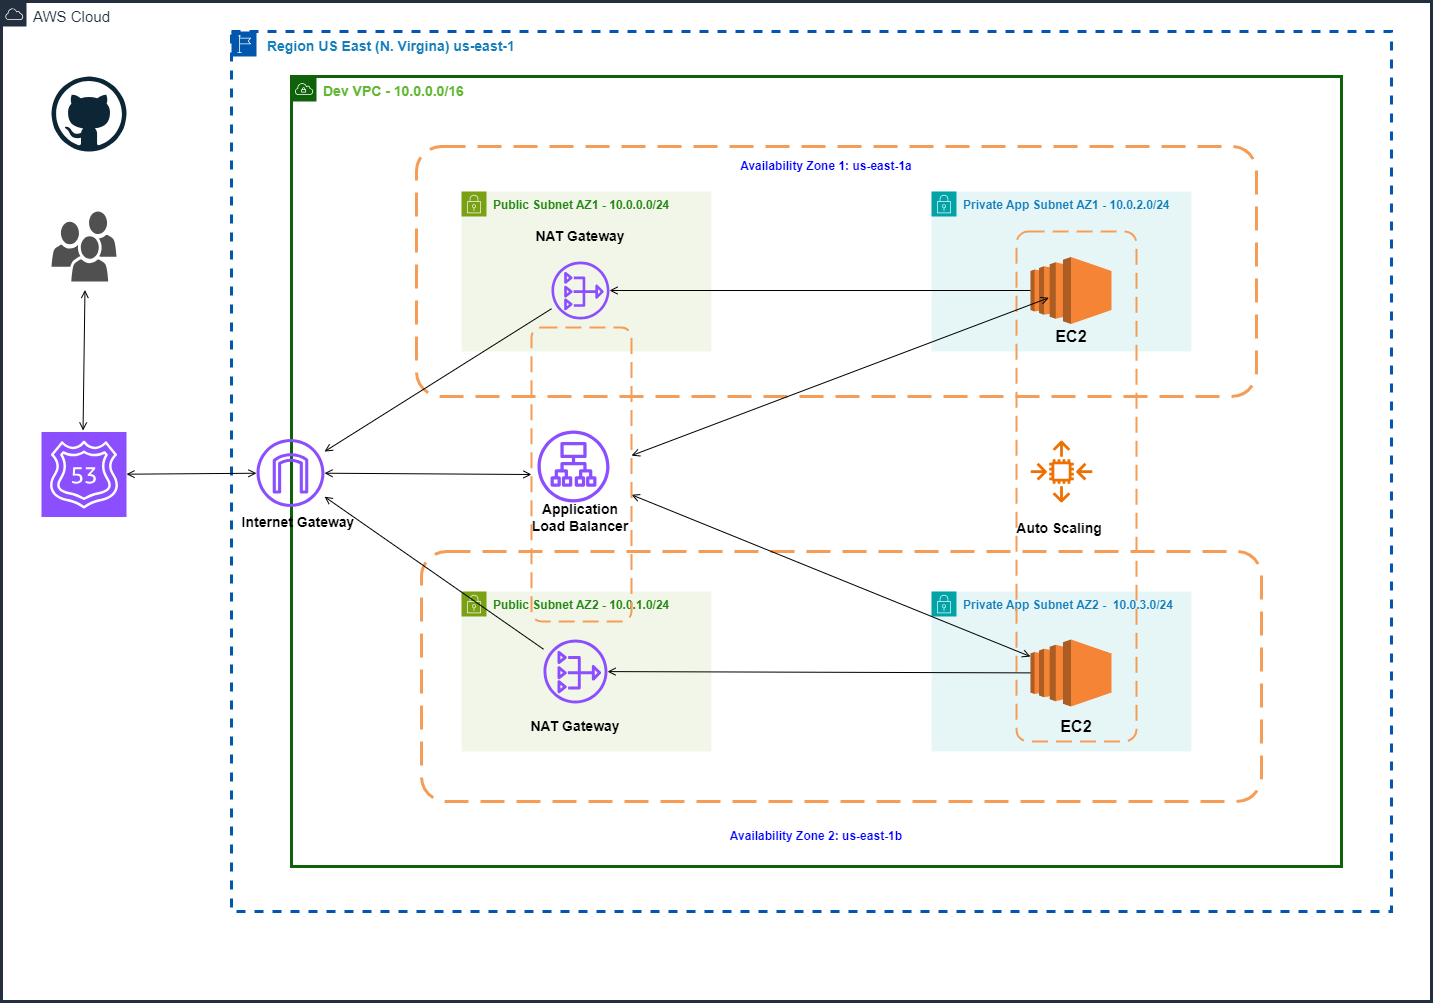 AWS Cloud
Region US East (N. Virgina) us-east-1
Dev VPC - 10.0.0.0/16
Availability Zone 1: us-east-1a
Public Subnet AZ1 - 10.0.0.0/24
Private App Subnet AZ1 - 10.0.2.0/24
NAT Gateway
EC2
53
Internet Gateway
Application
Load Balancer
Auto Scaling
Public Subnet AZ2 - 10.0.1.0/24
Private App Subnet AZ2 -  10.0.3.0/24
NAT Gateway
EC2
Availability Zone 2: us-east-1b